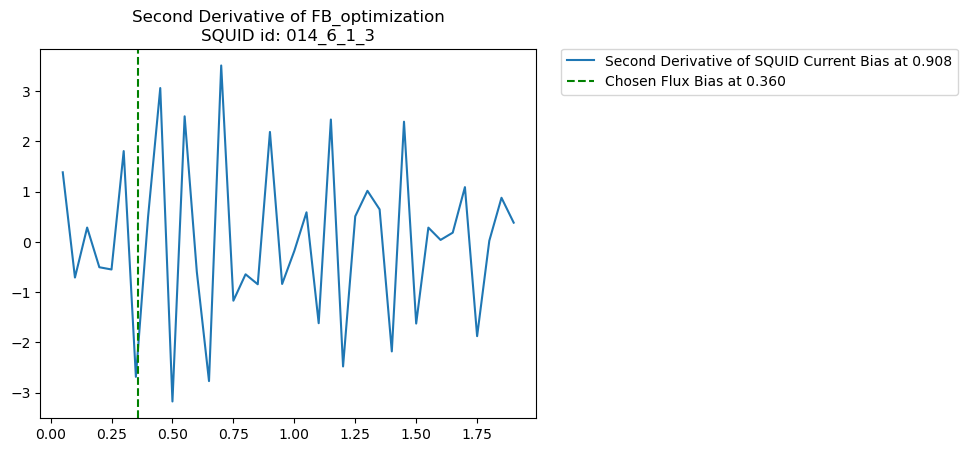 Second Derivative of FB_optimization
SQUID id: 014_6_1_3
Second Derivative of SQUID Current Bias at 0.908
Chosen Flux Bias at 0.360
3
2
1
0
−1
−2
−3
0.00 0.25 0.50 0.75 1.00 1.25 1.50 1.75